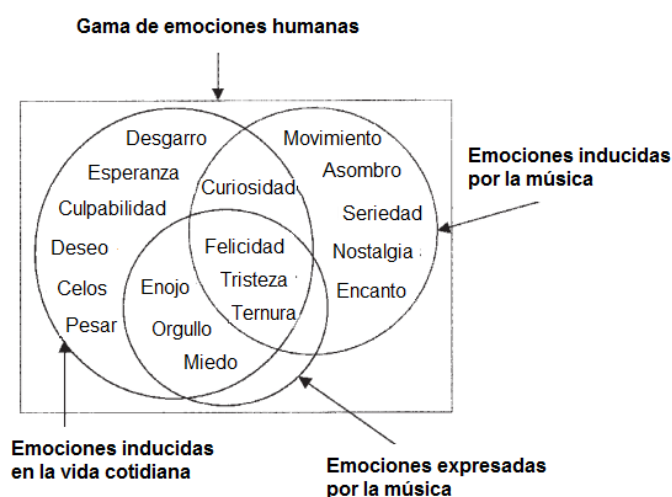 Gama de emociones humanas
Desgarro
Movimiento
Esperanza
Asombro
Curiosidad
Emociones inducidas
por la música
Culpabilidad
Seriedad
Deseo
Felicidad
Nostalgia
Celos
Enojo
Tristeza
Encanto
Pesar
Orgullo
Ternura
Miedo
Emociones inducidas
en la vida cotidiana
Emociones expresadas
por la música